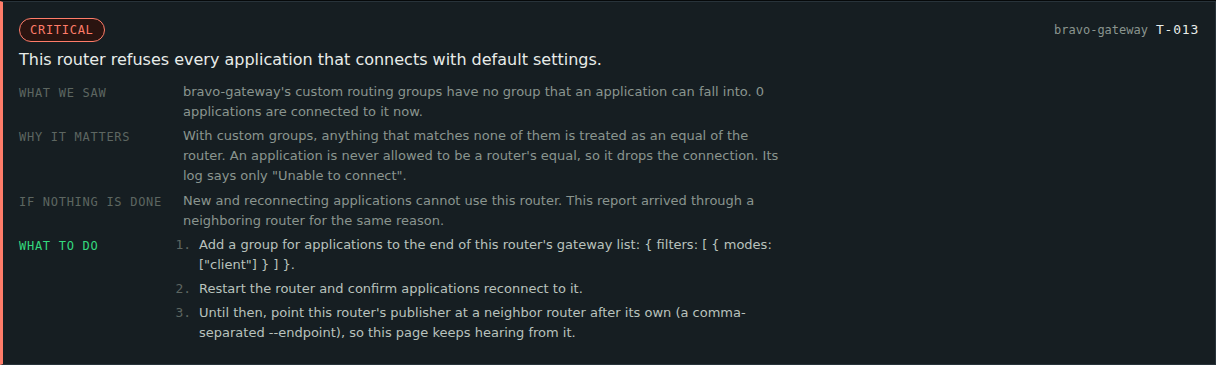 CRITICAL
bravo-gateway T-013
This router refuses every application that connects with default settings.
WHAT WE SAW
bravo-gateway's custom routing groups have no group that an application can fall into. 0
applications are connected to it now.
WHY IT MATTERS
With custom groups, anything that matches none of them is treated as an equal of the
router. An application is never allowed to be a router's equal, so it drops the connection. Its
log says only "Unable to connect".
IF NOTHING IS DONE
New and reconnecting applications cannot use this router. This report arrived through a
neighboring router for the same reason.
WHAT TO DO
1. Add a group for applications to the end of this router's gateway list: { filters: [ { modes:
["client"] } ] }.
2. Restart the router and confirm applications reconnect to it.
3. Until then, point this router's publisher at a neighbor router after its own (a comma-
separated --endpoint), so this page keeps hearing from it.